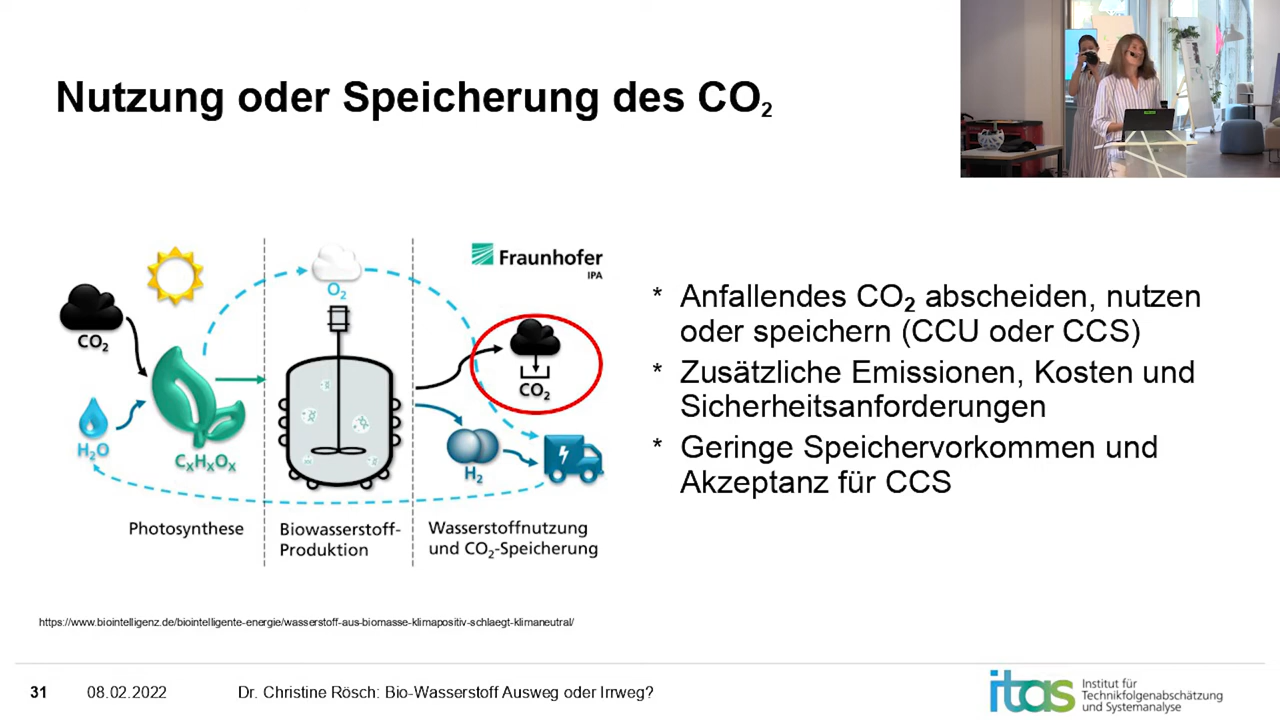 Nutzung oder Speicherung des CO₂
Fraunhofer
IPA
O₂
CO₂
CO₂
H₂O
CₓHₓOₓ
H₂
Photosynthese
Biowasserstoff-
Produktion
Wasserstoffnutzung
und CO₂-Speicherung
* Anfallendes CO₂ abscheiden, nutzen
oder speichern (CCU oder CCS)
* Zusätzliche Emissionen, Kosten und
Sicherheitsanforderungen
* Geringe Speichervorkommen und
Akzeptanz für CCS
https://www.biointelligenz.de/biointelligente-energie/wasserstoff-aus-biomasse-klimapositiv-schlaegt-klimaneutral/
31 08.02.2022 Dr. Christine Rösch: Bio-Wasserstoff Ausweg oder Irrweg?
itas
Institut für
Technikfolgenabschätzung
und Systemanalyse